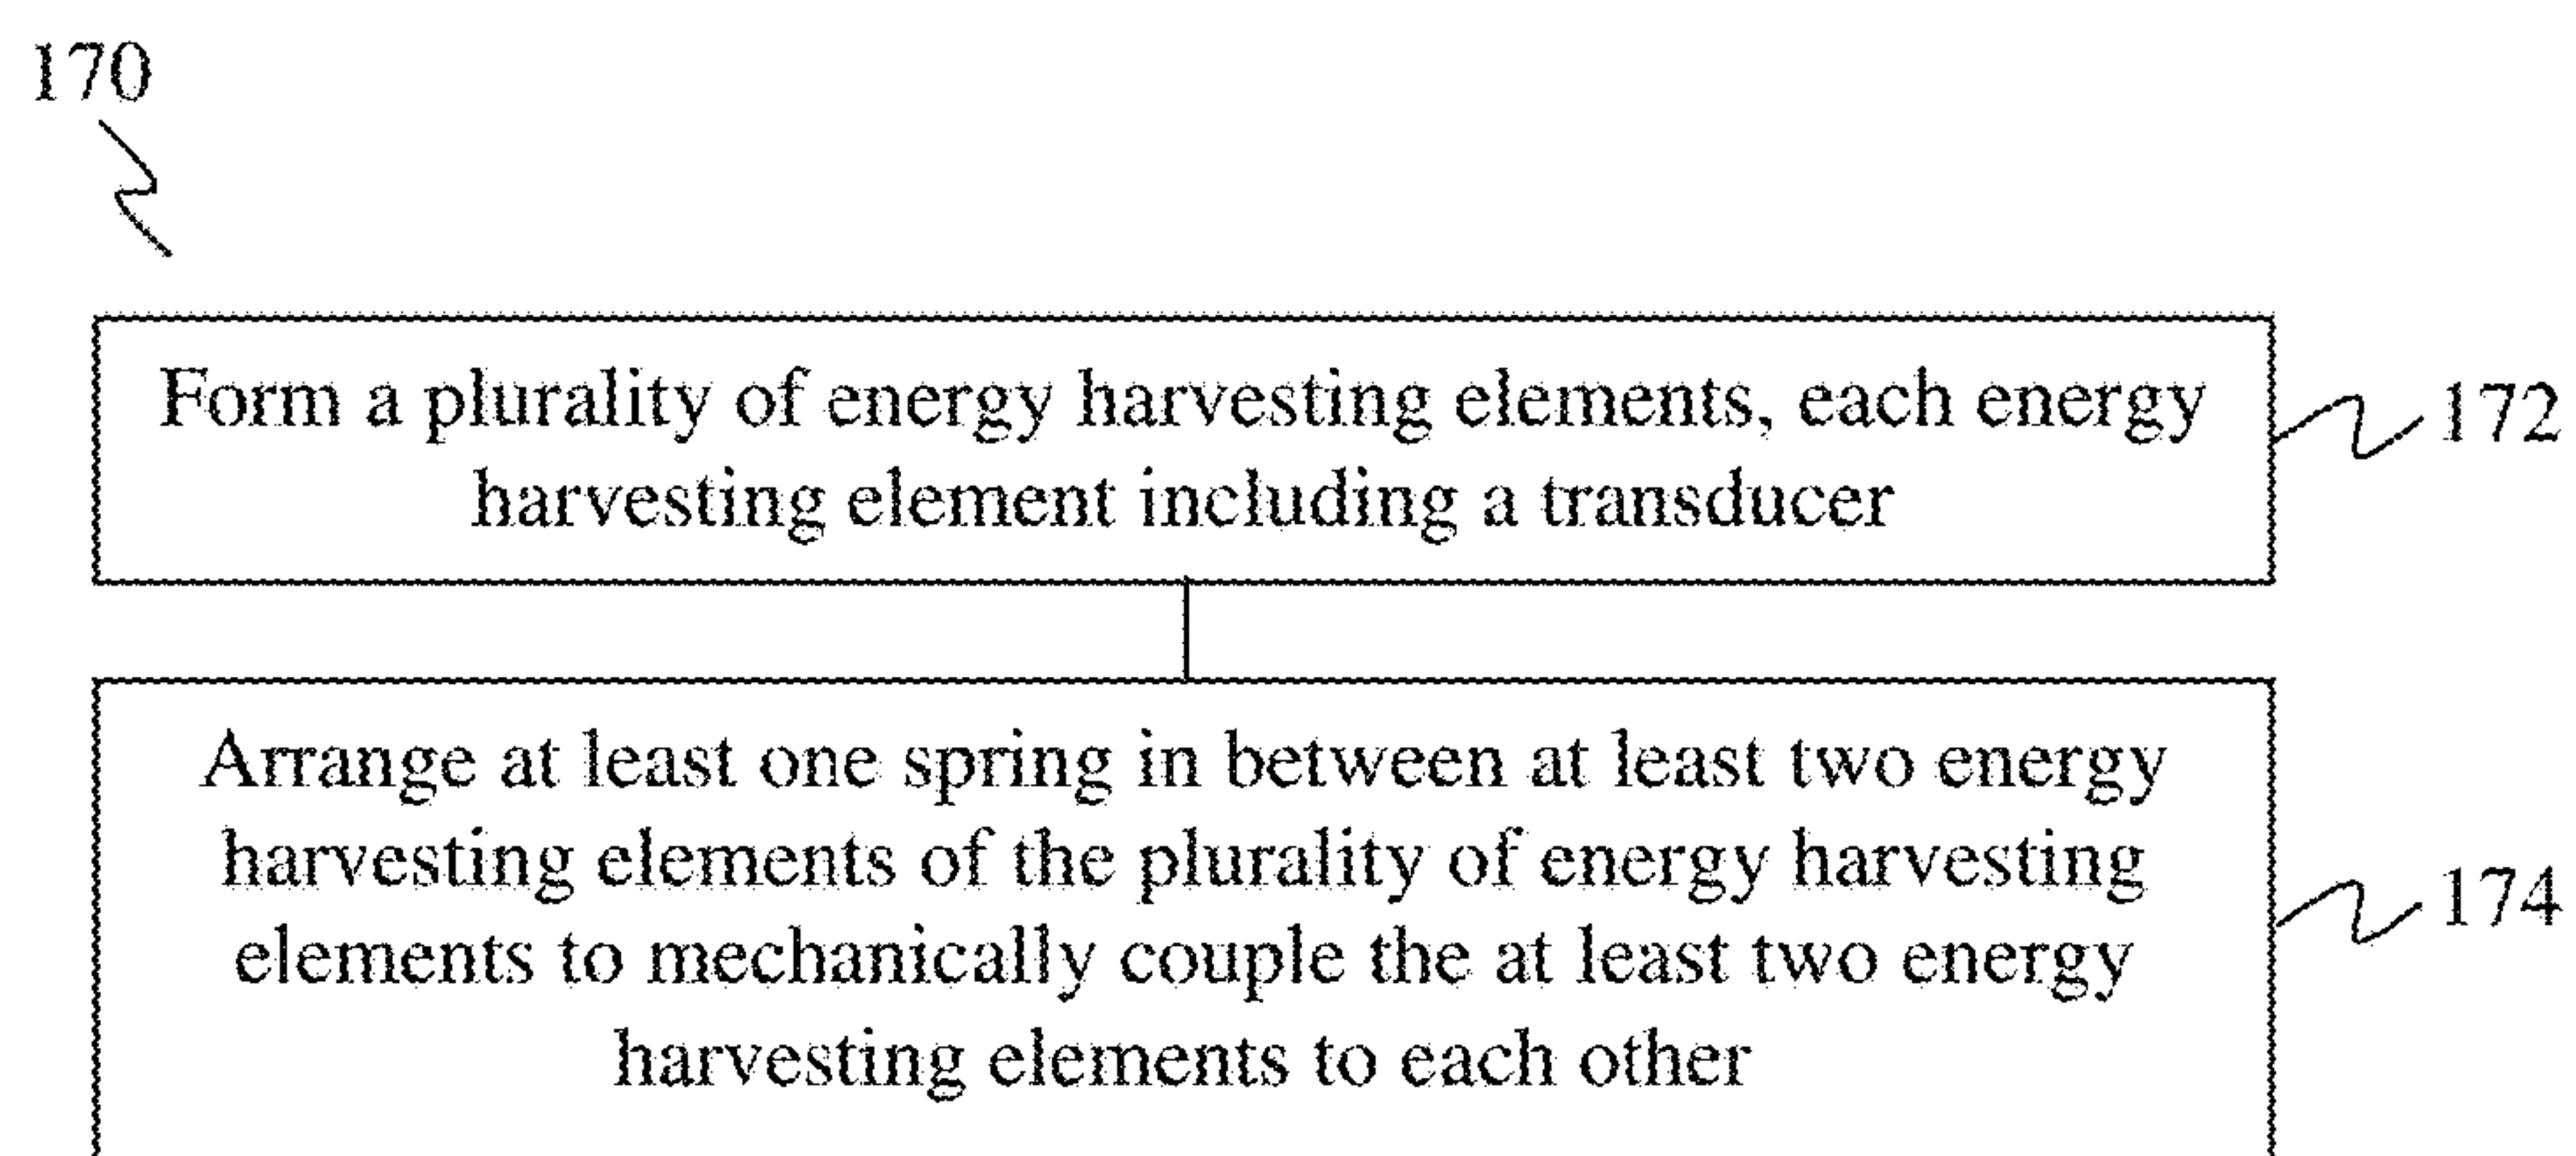 170
Form a plurality of energy harvesting elements, each energy
harvesting element including a transducer
172
Arrange at least one spring in between at least two energy
harvesting elements of the plurality of energy harvesting
elements to mechanically couple the at least two energy
harvesting elements to each other
174